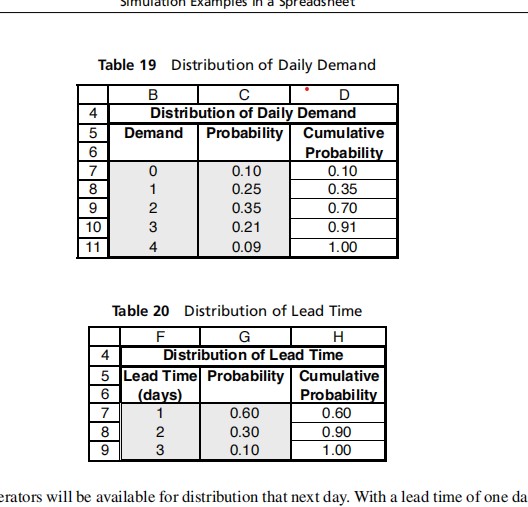 Simulation Examples in a Spreadsheet
Table 19 Distribution of Daily Demand
B C D
4 Distribution of Daily Demand
5 Demand Probability Cumulative
6 Probability
7 0 0.10 0.10
8 1 0.25 0.35
9 2 0.35 0.70
10 3 0.21 0.91
11 4 0.09 1.00
Table 20 Distribution of Lead Time
F G H
4 Distribution of Lead Time
5 Lead Time Probability Cumulative
6 (days) Probability
7 1 0.60 0.60
8 2 0.30 0.90
9 3 0.10 1.00
erators will be available for distribution that next day. With a lead time of one da